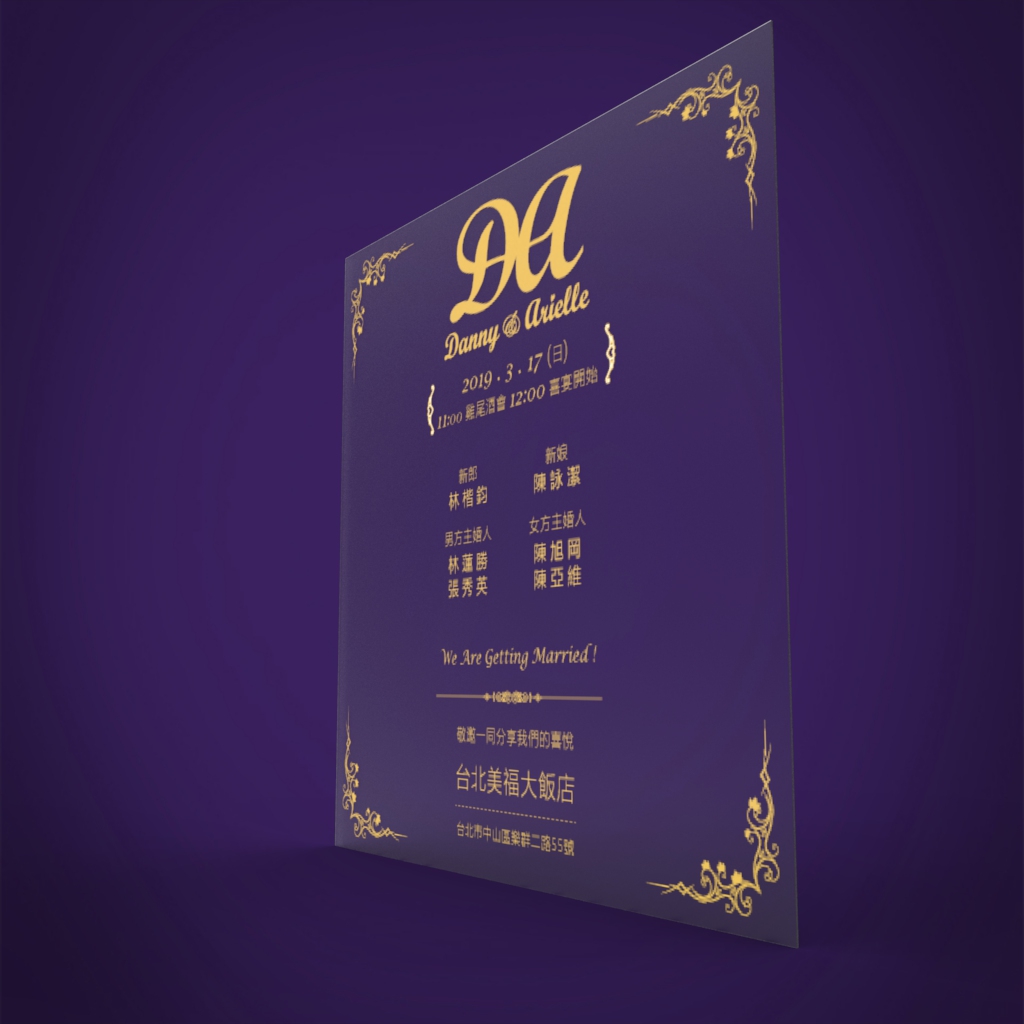 DA
Danny & Arielle
2019 . 3 . 17 (日)
11:00 雞尾酒會 12:00 喜宴開始
新郎
林楷鈞
新娘
陳詠潔
男方主婚人
林蓮勝
張秀英
女方主婚人
陳旭岡
陳亞維
We Are Getting Married !
敬邀一同分享我們的喜悅
台北美福大飯店
台北市中山區樂群二路55號